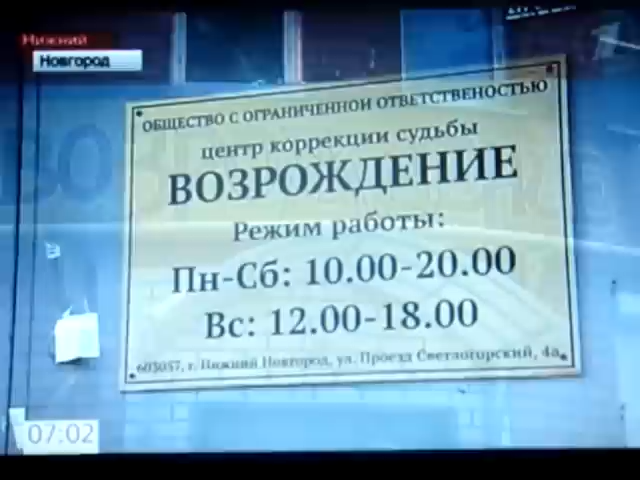 Нижний
Новгород
ОБЩЕСТВО С ОГРАНИЧЕННОИ ОТВЕТСТВЕНОСТЬЮ
центр коррекции судьбы
ВОЗРОЖДЕНИЕ
Режим работы:
Пн-Сб: 10.00-20.00
Вс: 12.00-18.00
603057, г. Нижний Новгород, ул. Проезд Светлогорский, 4а
07:02